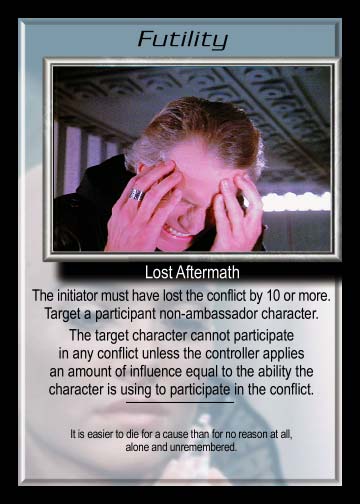 Futility
Lost Aftermath
The initiator must have lost the conflict by 10 or more.
Target a participant non-ambassador character.
The target character cannot participate
in any conflict unless the controller applies
an amount of influence equal to the ability the
character is using to participate in the conflict.
It is easier to die for a cause than for no reason at all,
alone and unremembered.